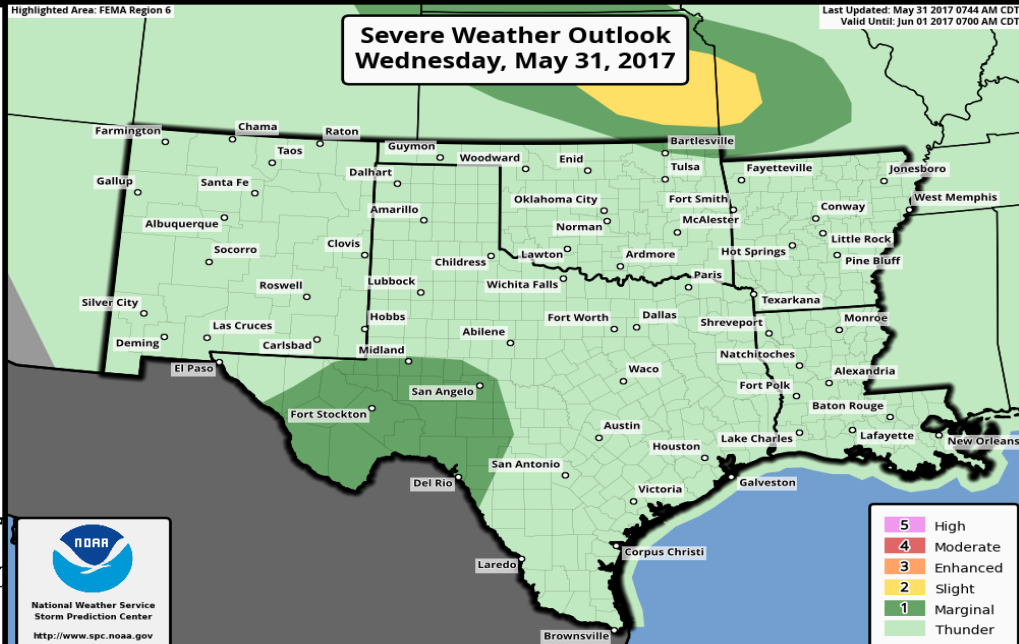 Highlighted Area: FEMA Region 6
Last Updated: May 31 2017 0744 AM CDT
Valid Until: Jun 01 2017 0700 AM CDT
Severe Weather Outlook
Wednesday, May 31, 2017
Farmington
Chama
Raton
Taos
Guymon
Woodward
Enid
Bartlesville
Tulsa
Fayetteville
Jonesboro
Gallup
Santa Fe
Dalhart
Oklahoma City
Fort Smith
West Memphis
Albuquerque
Amarillo
Norman
McAlester
Conway
Socorro
Clovis
Childress
Lawton
Ardmore
Hot Springs
Little Rock
Pine Bluff
Roswell
Lubbock
Wichita Falls
Paris
Texarkana
Silver City
Las Cruces
Hobbs
Abilene
Fort Worth
Dallas
Shreveport
Monroe
Deming
Carlsbad
Midland
Natchitoches
El Paso
San Angelo
Waco
Fort Polk
Alexandria
Fort Stockton
Austin
Baton Rouge
Houston
Lake Charles
Lafayette
New Orleans
Del Rio
San Antonio
Victoria
Galveston
Laredo
Corpus Christi
Brownsville
NOAA
National Weather Service
Storm Prediction Center
http://www.spc.noaa.gov
5 High
4 Moderate
3 Enhanced
2 Slight
1 Marginal
Thunder